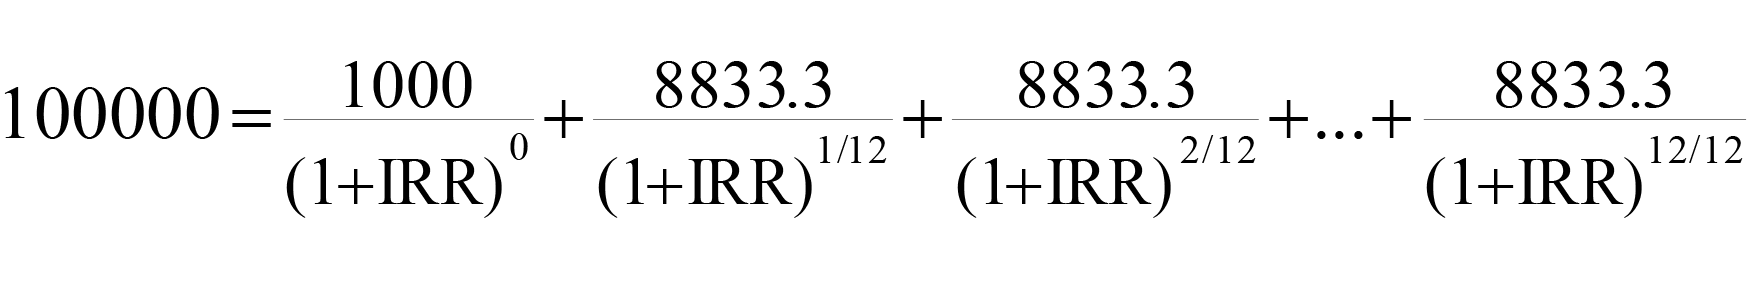 100000 = 1000/(1+IRR)^0 + 8833.3/(1+IRR)^1/12 + 8833.3/(1+IRR)^2/12 +...+ 8833.3/(1+IRR)^12/12